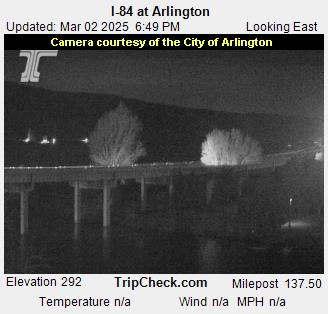 I-84 at Arlington
Updated: Mar 02 2025 6:49 PM Looking East
Camera courtesy of the City of Arlington
Elevation 292 TripCheck.com Milepost 137.50
Temperature n/a Wind n/a MPH n/a